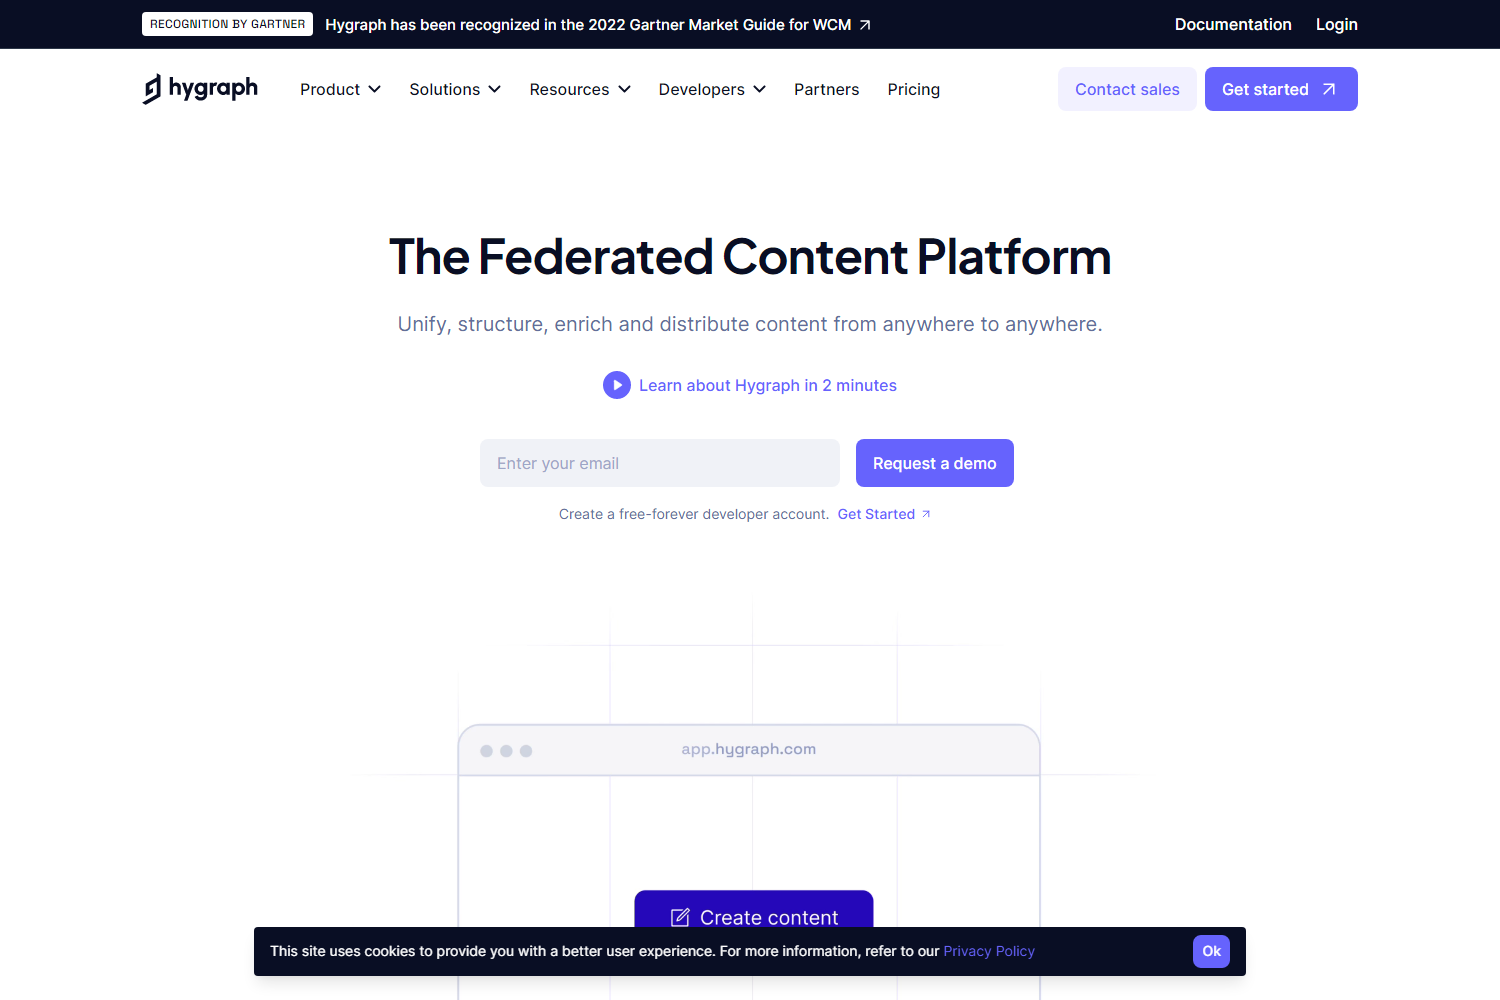 RECOGNITION BY GARTNER Hygraph has been recognized in the 2022 Gartner Market Guide for WCM Documentation Login
hygraph Product Solutions Resources Developers Partners Pricing Contact sales Get started
The Federated Content Platform
Unify, structure, enrich and distribute content from anywhere to anywhere.
Learn about Hygraph in 2 minutes
Enter your email Request a demo
Create a free-forever developer account. Get Started
app.hygraph.com
Create content
This site uses cookies to provide you with a better user experience. For more information, refer to our Privacy Policy Ok